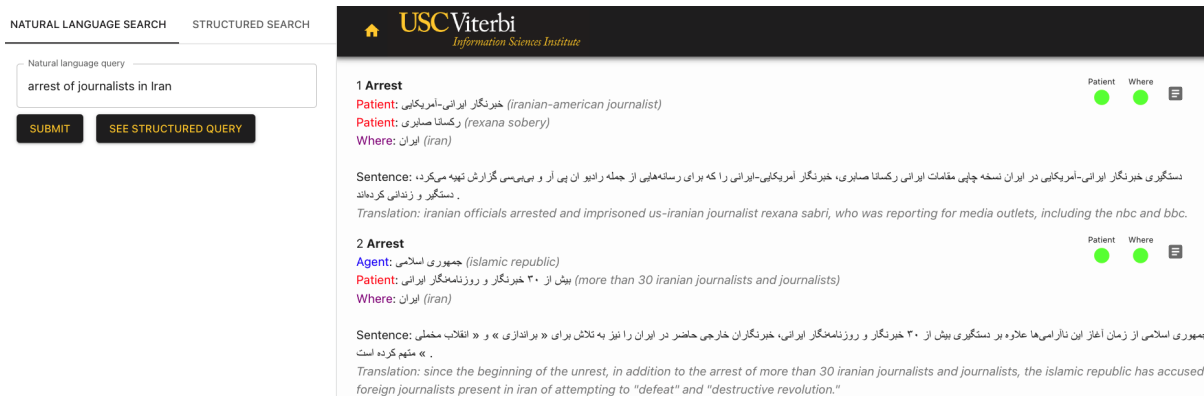 NATURAL LANGUAGE SEARCH
STRUCTURED SEARCH
Natural language query
arrest of journalists in Iran
SUBMIT
SEE STRUCTURED QUERY
USC Viterbi
Information Sciences Institute
1 Arrest
Patient Where
Patient: خبرنگار ایرانی-آمریکایی (iranian-american journalist)
Patient: رکسانا صابری (rexana sobery)
Where: ایران (iran)
Sentence: دستگیری خبرنگار ایرانی-آمریکایی در ایران نسخه چاپی مقامات ایرانی رکسانا صابری، خبرنگار آمریکایی-ایرانی را که برای رسانه‌هایی از جمله رادیو ان پی آر و بی‌بی‌سی گزارش تهیه می‌کرد،
دستگیر و زندانی کرده‌اند .
Translation: iranian officials arrested and imprisoned us-iranian journalist rexana sabri, who was reporting for media outlets, including the nbc and bbc.
2 Arrest
Patient Where
Agent: جمهوری اسلامی (islamic republic)
Patient: بیش از ۳۰ خبرنگار و روزنامه‌نگار ایرانی (more than 30 iranian journalists and journalists)
Where: ایران (iran)
Sentence: جمهوری اسلامی از زمان آغاز این ناآرامی‌ها علاوه بر دستگیری بیش از ۳۰ خبرنگار و روزنامه‌نگار ایرانی، خبرنگاران خارجی حاضر در ایران را نیز به تلاش برای « براندازی » و « انقلاب مخملی
» متهم کرده است .
Translation: since the beginning of the unrest, in addition to the arrest of more than 30 iranian journalists and journalists, the islamic republic has accused
foreign journalists present in iran of attempting to "defeat" and "destructive revolution."